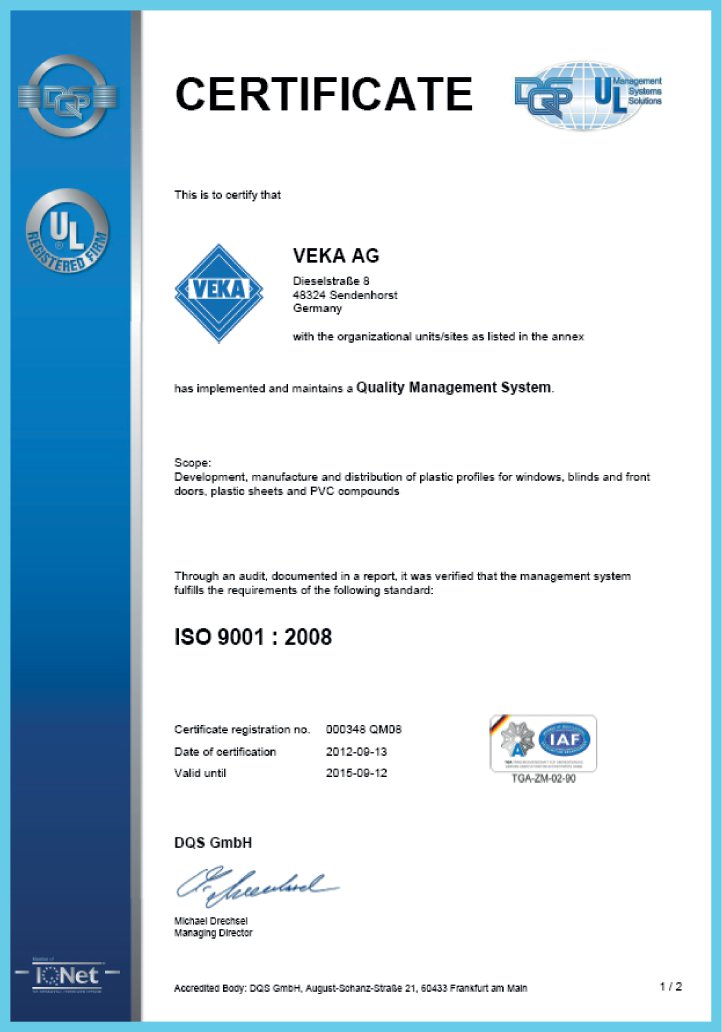 CERTIFICATE
DQS
UL
Management
Systems
Solutions
DQS
UL
REGISTERED FIRM
This is to certify that
VEKA
VEKA AG
Dieselstraße 8
48324 Sendenhorst
Germany
with the organizational units/sites as listed in the annex
has implemented and maintains a Quality Management System.
Scope:
Development, manufacture and distribution of plastic profiles for windows, blinds and front
doors, plastic sheets and PVC compounds
Through an audit, documented in a report, it was verified that the management system
fulfills the requirements of the following standard:
ISO 9001 : 2008
Certificate registration no. 000348 QM08
Date of certification 2012-09-13
Valid until 2015-09-12
IAF
TGA-ZM-02-90
DQS GmbH
Michael Drechsel
Managing Director
Member of
IQNet
Accredited Body: DQS GmbH, August-Schanz-Straße 21, 60433 Frankfurt am Main
1 / 2